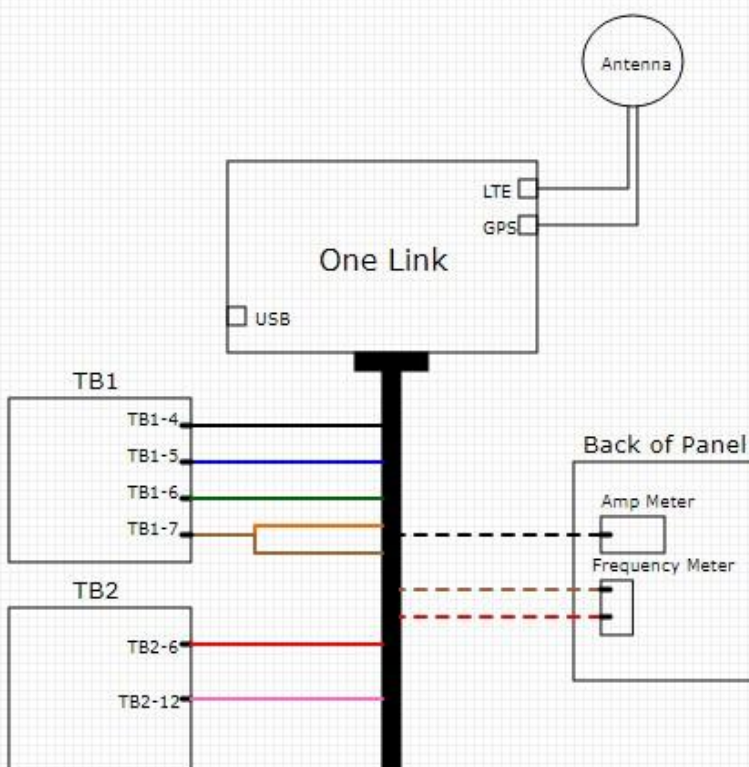 Antenna
LTE
GPS
One Link
USB
TB1
TB1-4
TB1-5
TB1-6
TB1-7
Back of Panel
Amp Meter
Frequency Meter
TB2
TB2-6
TB2-12